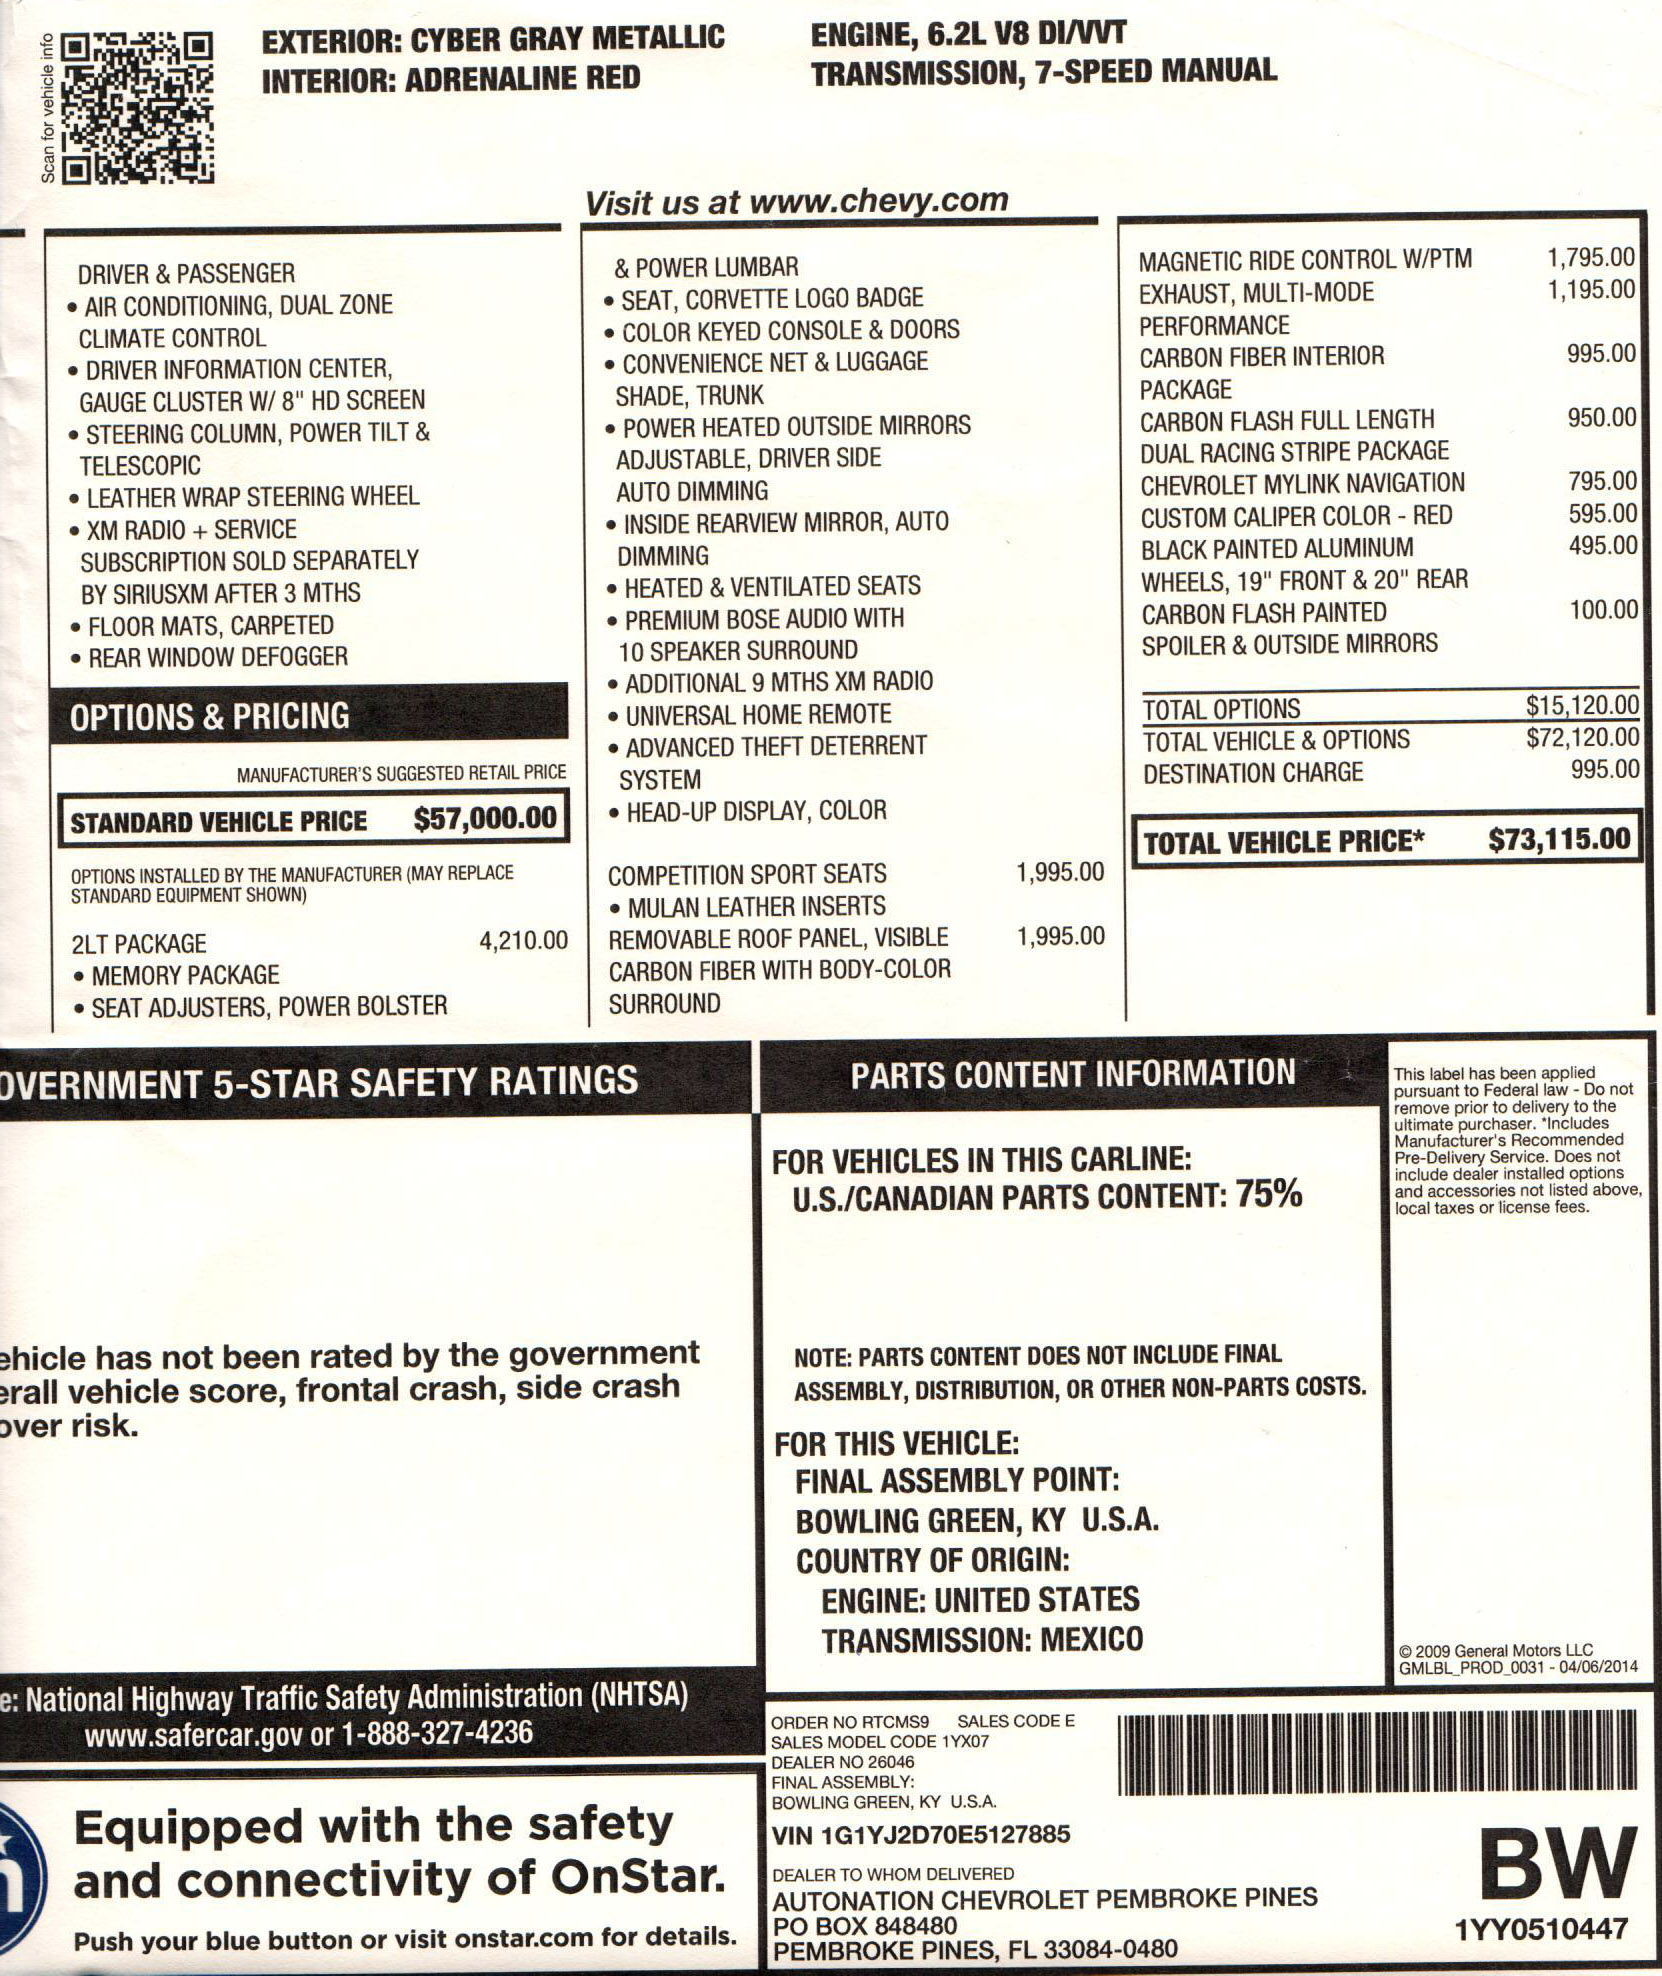 Scan for vehicle info
EXTERIOR: CYBER GRAY METALLIC
INTERIOR: ADRENALINE RED
ENGINE, 6.2L V8 DI/VVT
TRANSMISSION, 7-SPEED MANUAL
Visit us at www.chevy.com
DRIVER & PASSENGER
• AIR CONDITIONING, DUAL ZONE
CLIMATE CONTROL
• DRIVER INFORMATION CENTER,
GAUGE CLUSTER W/ 8" HD SCREEN
• STEERING COLUMN, POWER TILT &
TELESCOPIC
• LEATHER WRAP STEERING WHEEL
• XM RADIO + SERVICE
SUBSCRIPTION SOLD SEPARATELY
BY SIRIUSXM AFTER 3 MTHS
• FLOOR MATS, CARPETED
• REAR WINDOW DEFOGGER
OPTIONS & PRICING
MANUFACTURER'S SUGGESTED RETAIL PRICE
STANDARD VEHICLE PRICE $57,000.00
OPTIONS INSTALLED BY THE MANUFACTURER (MAY REPLACE
STANDARD EQUIPMENT SHOWN)
2LT PACKAGE 4,210.00
• MEMORY PACKAGE
• SEAT ADJUSTERS, POWER BOLSTER
& POWER LUMBAR
• SEAT, CORVETTE LOGO BADGE
• COLOR KEYED CONSOLE & DOORS
• CONVENIENCE NET & LUGGAGE
SHADE, TRUNK
• POWER HEATED OUTSIDE MIRRORS
ADJUSTABLE, DRIVER SIDE
AUTO DIMMING
• INSIDE REARVIEW MIRROR, AUTO
DIMMING
• HEATED & VENTILATED SEATS
• PREMIUM BOSE AUDIO WITH
10 SPEAKER SURROUND
• ADDITIONAL 9 MTHS XM RADIO
• UNIVERSAL HOME REMOTE
• ADVANCED THEFT DETERRENT
SYSTEM
• HEAD-UP DISPLAY, COLOR
COMPETITION SPORT SEATS 1,995.00
• MULAN LEATHER INSERTS
REMOVABLE ROOF PANEL, VISIBLE 1,995.00
CARBON FIBER WITH BODY-COLOR
SURROUND
MAGNETIC RIDE CONTROL W/PTM 1,795.00
EXHAUST, MULTI-MODE 1,195.00
PERFORMANCE
CARBON FIBER INTERIOR 995.00
PACKAGE
CARBON FLASH FULL LENGTH 950.00
DUAL RACING STRIPE PACKAGE
CHEVROLET MYLINK NAVIGATION 795.00
CUSTOM CALIPER COLOR - RED 595.00
BLACK PAINTED ALUMINUM 495.00
WHEELS, 19" FRONT & 20" REAR
CARBON FLASH PAINTED 100.00
SPOILER & OUTSIDE MIRRORS
TOTAL OPTIONS $15,120.00
TOTAL VEHICLE & OPTIONS $72,120.00
DESTINATION CHARGE 995.00
TOTAL VEHICLE PRICE* $73,115.00
OVERNMENT 5-STAR SAFETY RATINGS
ehicle has not been rated by the government
erall vehicle score, frontal crash, side crash
over risk.
e: National Highway Traffic Safety Administration (NHTSA)
www.safercar.gov or 1-888-327-4236
Equipped with the safety
and connectivity of OnStar.
Push your blue button or visit onstar.com for details.
PARTS CONTENT INFORMATION
FOR VEHICLES IN THIS CARLINE:
U.S./CANADIAN PARTS CONTENT: 75%
NOTE: PARTS CONTENT DOES NOT INCLUDE FINAL
ASSEMBLY, DISTRIBUTION, OR OTHER NON-PARTS COSTS.
FOR THIS VEHICLE:
FINAL ASSEMBLY POINT:
BOWLING GREEN, KY U.S.A.
COUNTRY OF ORIGIN:
ENGINE: UNITED STATES
TRANSMISSION: MEXICO
This label has been applied
pursuant to Federal law - Do not
remove prior to delivery to the
ultimate purchaser. *Includes
Manufacturer's Recommended
Pre-Delivery Service. Does not
include dealer installed options
and accessories not listed above,
local taxes or license fees.
© 2009 General Motors LLC
GMLBL_PROD_0031 - 04/06/2014
ORDER NO RTCMS9 SALES CODE E
SALES MODEL CODE 1YX07
DEALER NO 26046
FINAL ASSEMBLY:
BOWLING GREEN, KY U.S.A.
VIN 1G1YJ2D70E5127885
DEALER TO WHOM DELIVERED
AUTONATION CHEVROLET PEMBROKE PINES
PO BOX 848480
PEMBROKE PINES, FL 33084-0480
BW
1YY0510447